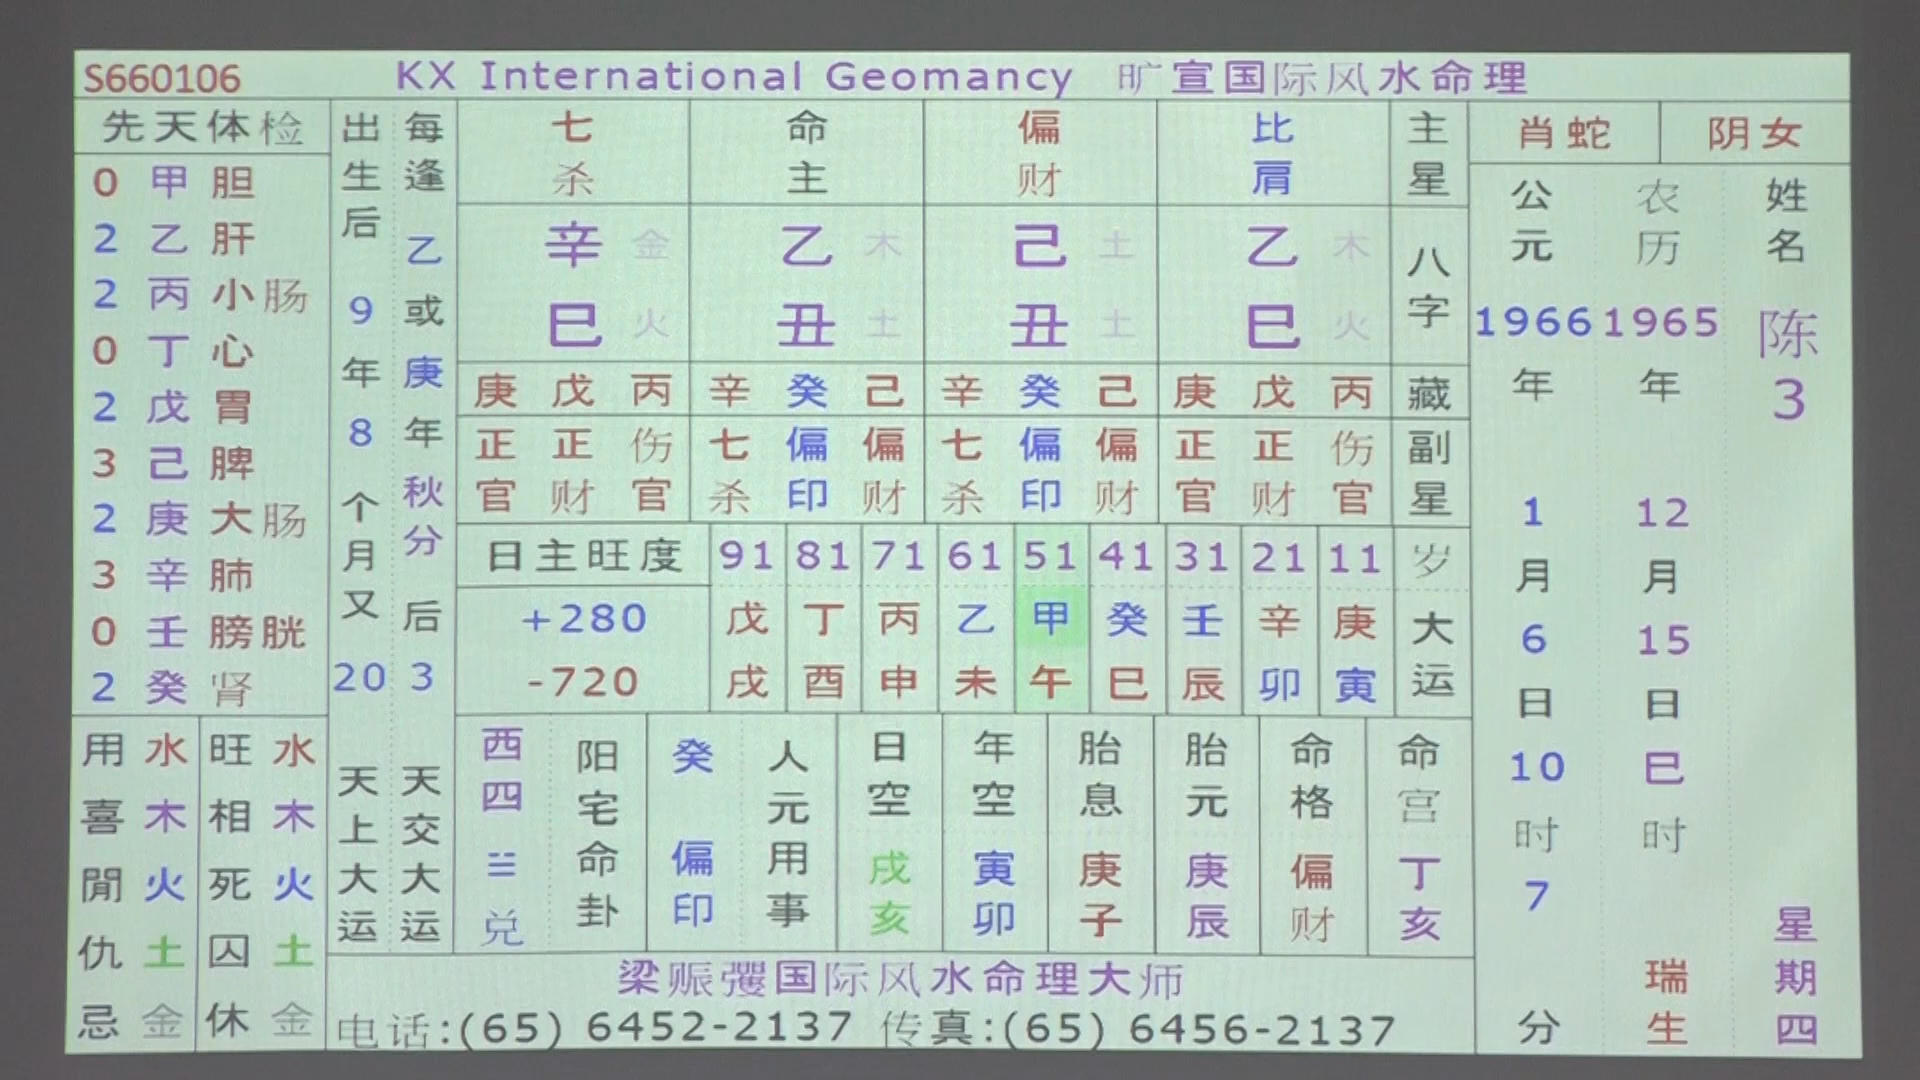 S660106 KX International Geomancy 旷宣国际风水命理
先天体检
0 甲 胆
2 乙 肝
2 丙 小肠
0 丁 心
2 戊 胃
3 己 脾
2 庚 大肠
3 辛 肺
0 壬 膀胱
2 癸 肾
用 水 旺 水
喜 木 相 木
閒 火 死 火
仇 土 囚 土
忌 金 休 金
出生后 9 年 8 个月又 20 天上大运
每逢 乙 或 庚 年 秋分 后 3 天交大运
七杀 命主 偏财 比肩 主星
辛 金 乙 木 己 土 乙 木 八字
巳 火 丑 土 丑 土 巳 火
庚 戊 丙 辛 癸 己 辛 癸 己 庚 戊 丙 藏
正官 正财 伤官 七杀 偏印 偏财 七杀 偏印 偏财 正官 正财 伤官 副星
日主旺度 91 81 71 61 51 41 31 21 11 岁
+280 戊 丁 丙 乙 甲 癸 壬 辛 庚 大运
-720 戌 酉 申 未 午 巳 辰 卯 寅
西四 ☱ 兑 阳宅命卦
癸 偏印 人元用事
日空 戌亥
年空 寅卯
胎息 庚子
胎元 庚辰
命格 偏财
命宫 丁亥
梁赈彏国际风水命理大师
电话:(65) 6452-2137 传真:(65) 6456-2137
肖蛇 阴女
公元 1966 年 1 月 6 日 10 时 7 分
农历 1965 年 12 月 15 日 巳 时 瑞生
姓名 陈 3 星期四